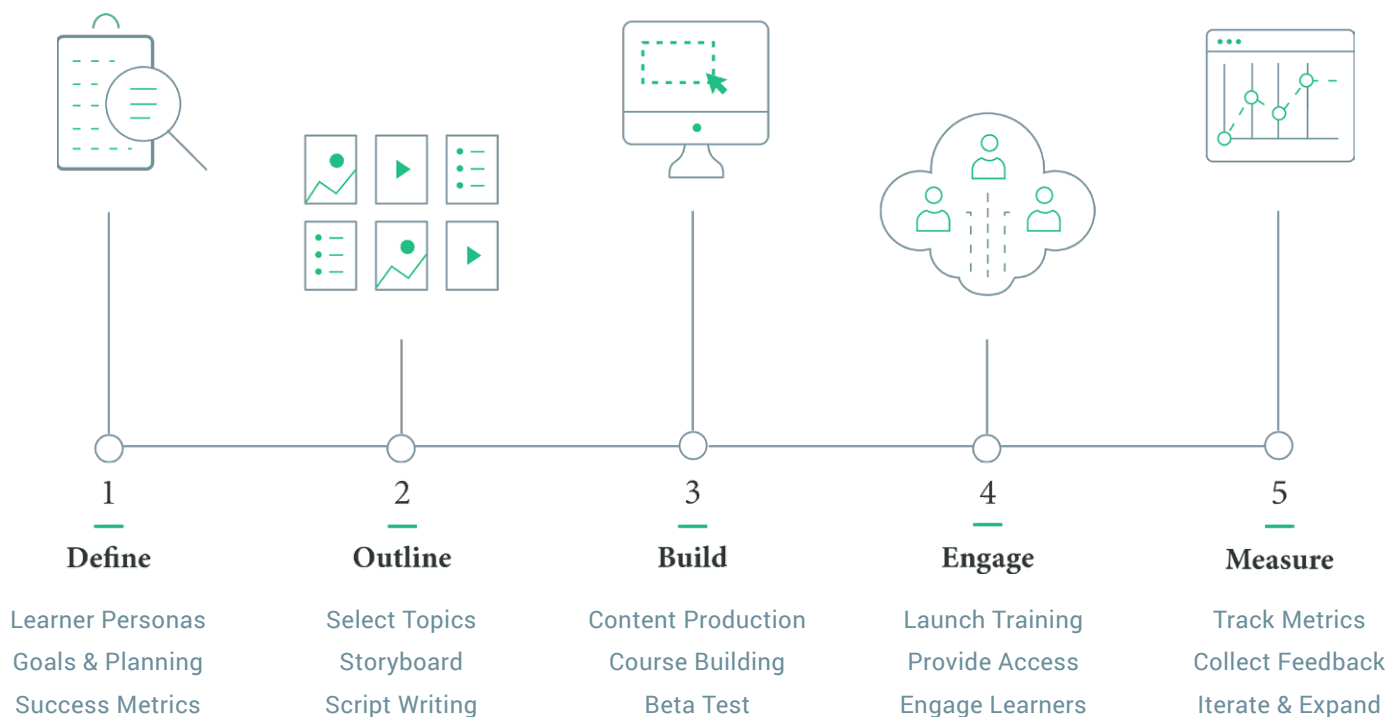 1
Define
Learner Personas
Goals & Planning
Success Metrics
2
Outline
Select Topics
Storyboard
Script Writing
3
Build
Content Production
Course Building
Beta Test
4
Engage
Launch Training
Provide Access
Engage Learners
5
Measure
Track Metrics
Collect Feedback
Iterate & Expand